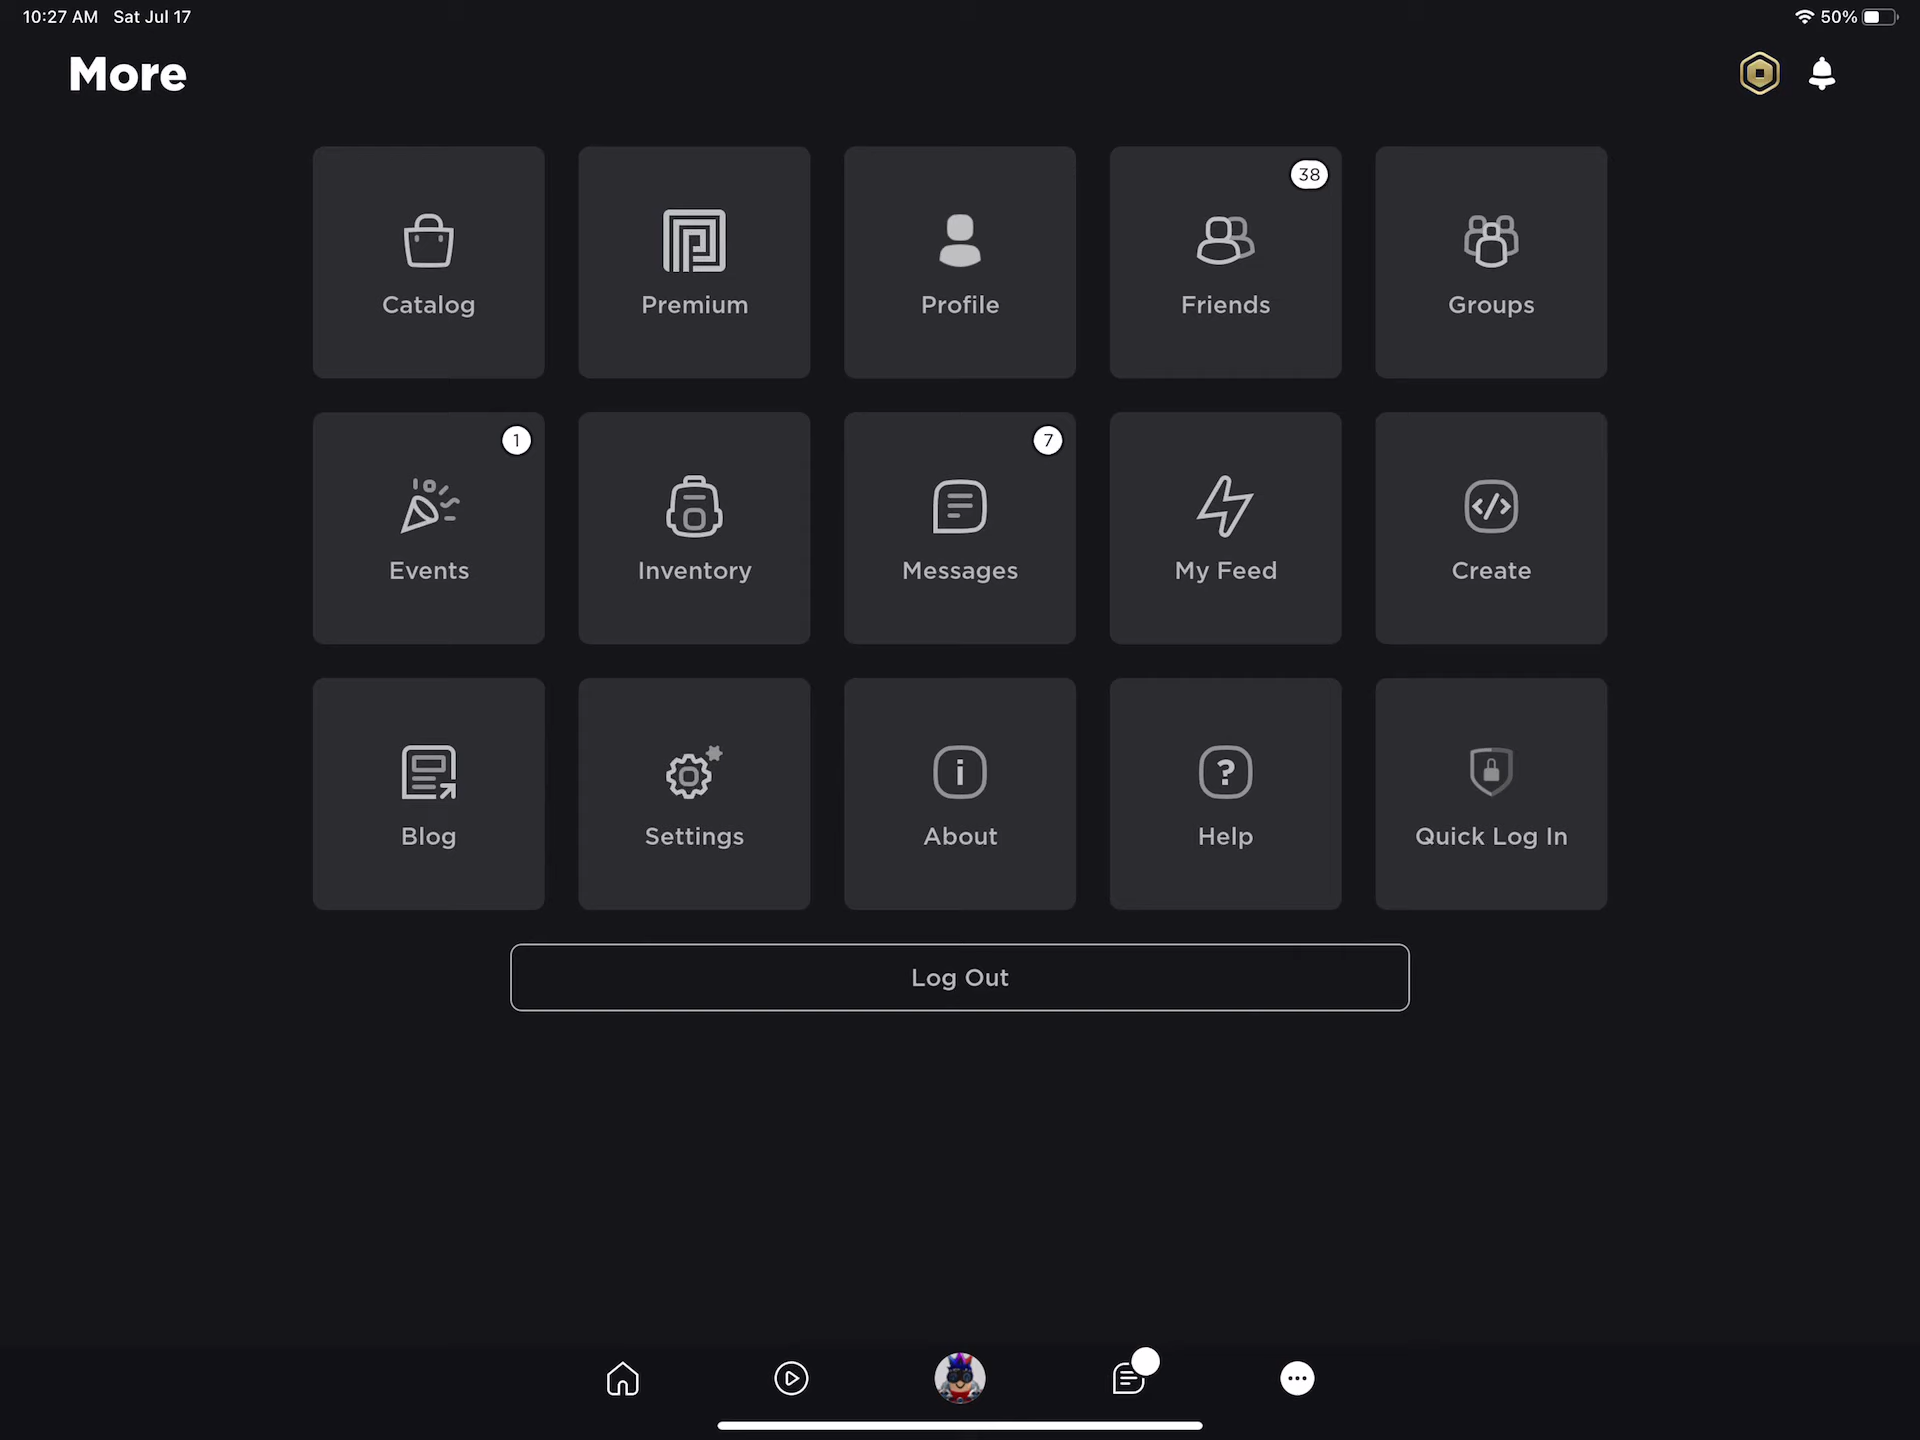 10:27 AM Sat Jul 17 50%
More
38
Catalog Premium Profile Friends Groups
1 7
Events Inventory Messages My Feed Create
Blog Settings About Help Quick Log In
Log Out